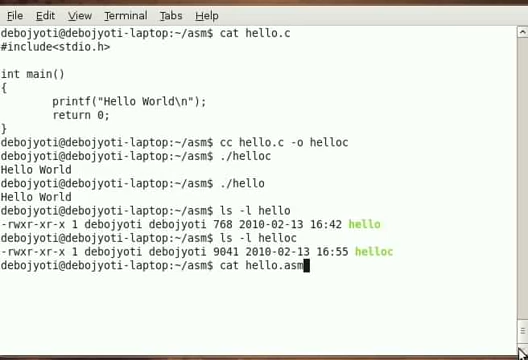 File Edit View Terminal Tabs Help
debojyoti@debojyoti-laptop:~/asm$ cat hello.c
#include<stdio.h>
int main()
{
printf("Hello World\n");
return 0;
}
debojyoti@debojyoti-laptop:~/asm$ cc hello.c -o helloc
debojyoti@debojyoti-laptop:~/asm$ ./helloc
Hello World
debojyoti@debojyoti-laptop:~/asm$ ./hello
Hello World
debojyoti@debojyoti-laptop:~/asm$ ls -l hello
-rwxr-xr-x 1 debojyoti debojyoti 768 2010-02-13 16:42 hello
debojyoti@debojyoti-laptop:~/asm$ ls -l helloc
-rwxr-xr-x 1 debojyoti debojyoti 9041 2010-02-13 16:55 helloc
debojyoti@debojyoti-laptop:~/asm$ cat hello.asm